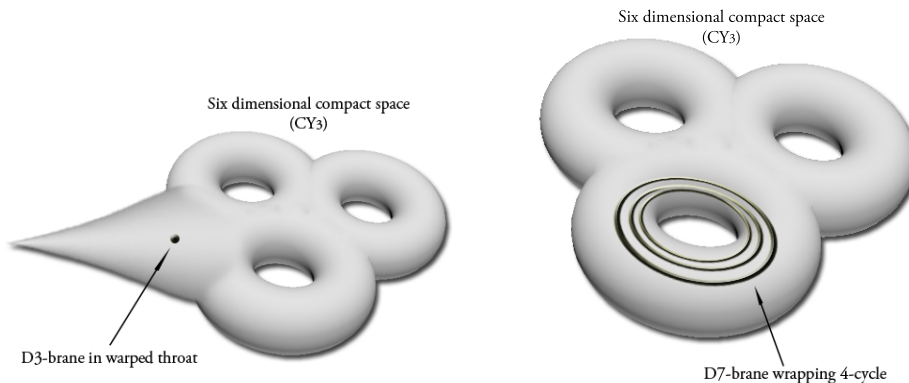 Six dimensional compact space
(CY3)
D3-brane in warped throat
Six dimensional compact space
(CY3)
D7-brane wrapping 4-cycle